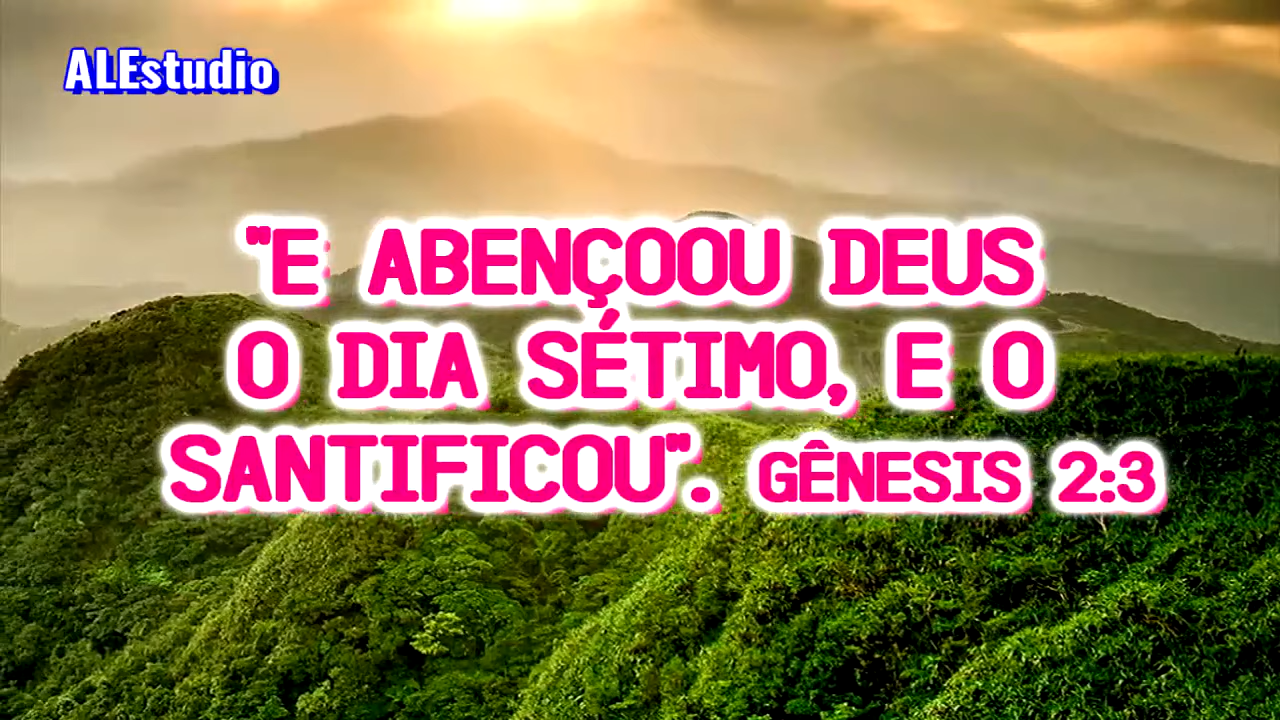 ALEstudio
"E ABENÇOOU DEUS
O DIA SÉTIMO, E O
SANTIFICOU". GÊNESIS 2:3